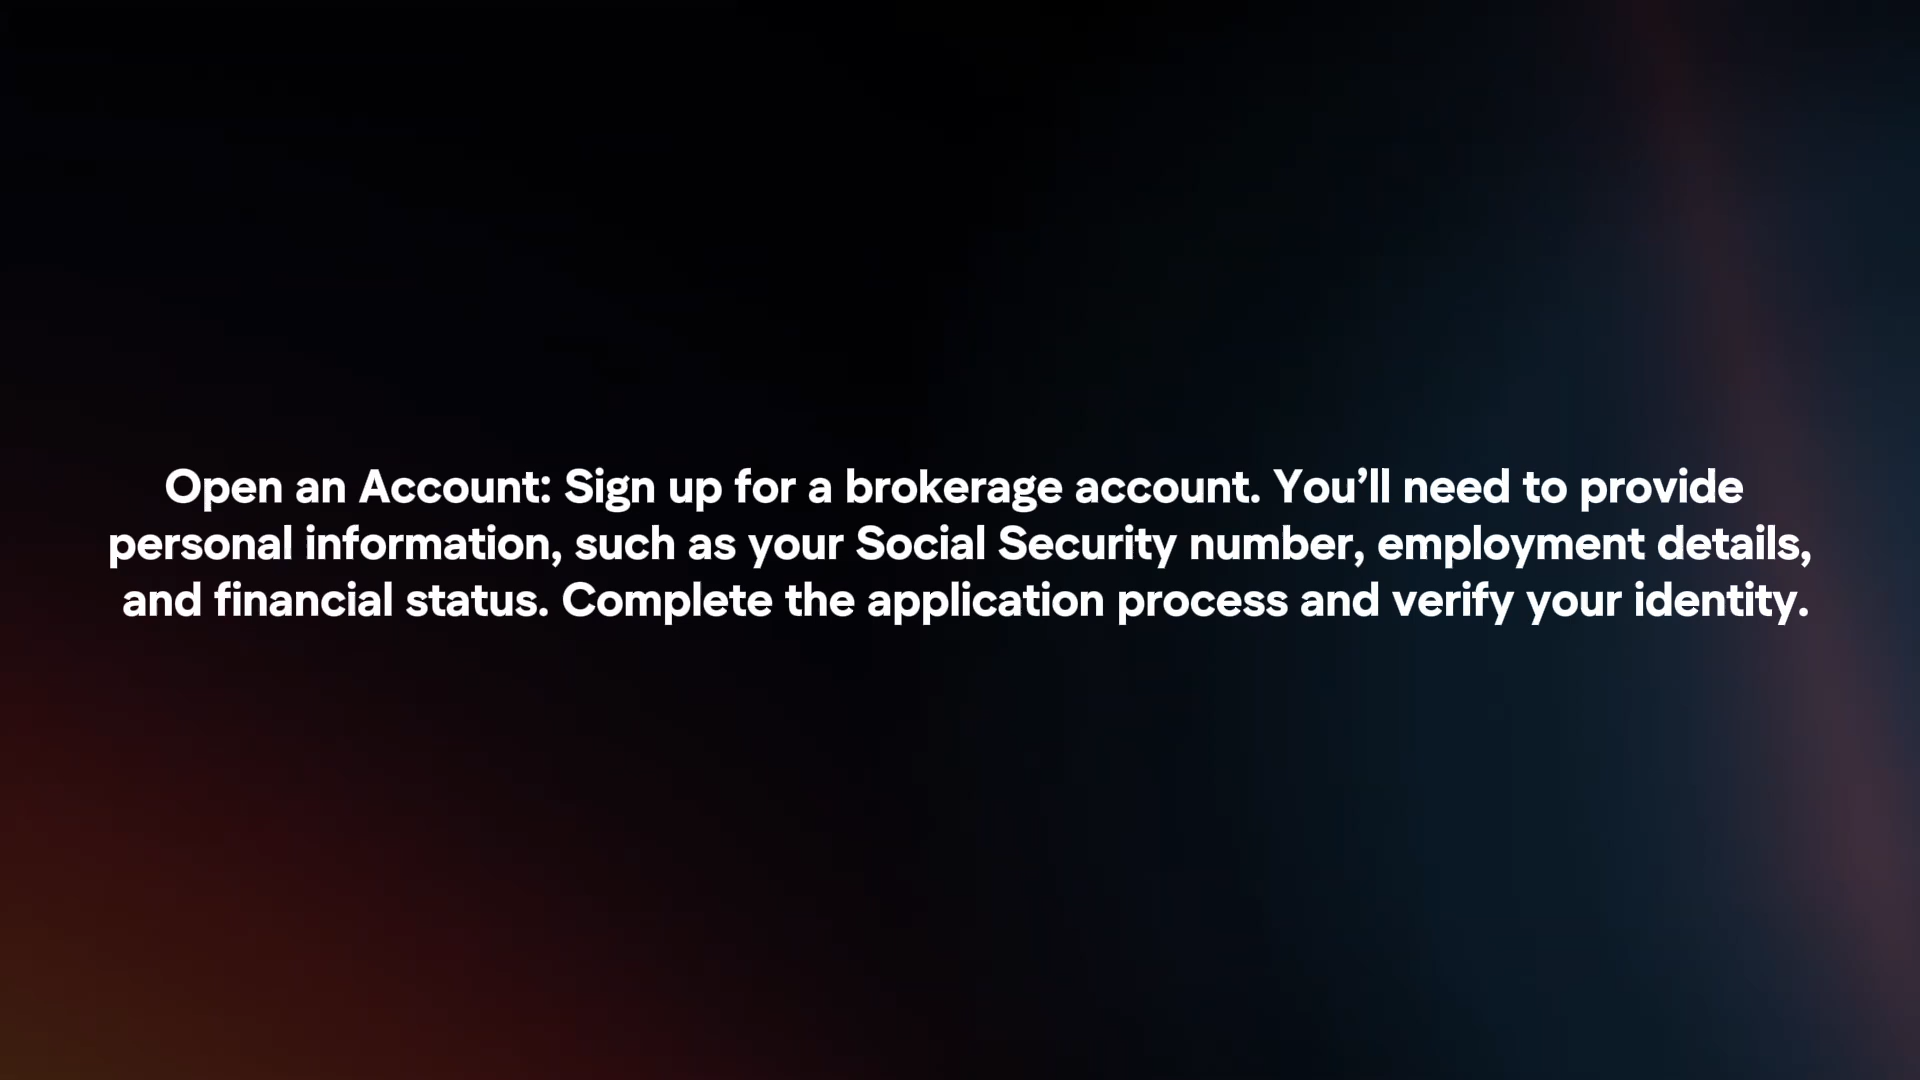 Open an Account: Sign up for a brokerage account. You’ll need to provide
personal information, such as your Social Security number, employment details,
and financial status. Complete the application process and verify your identity.